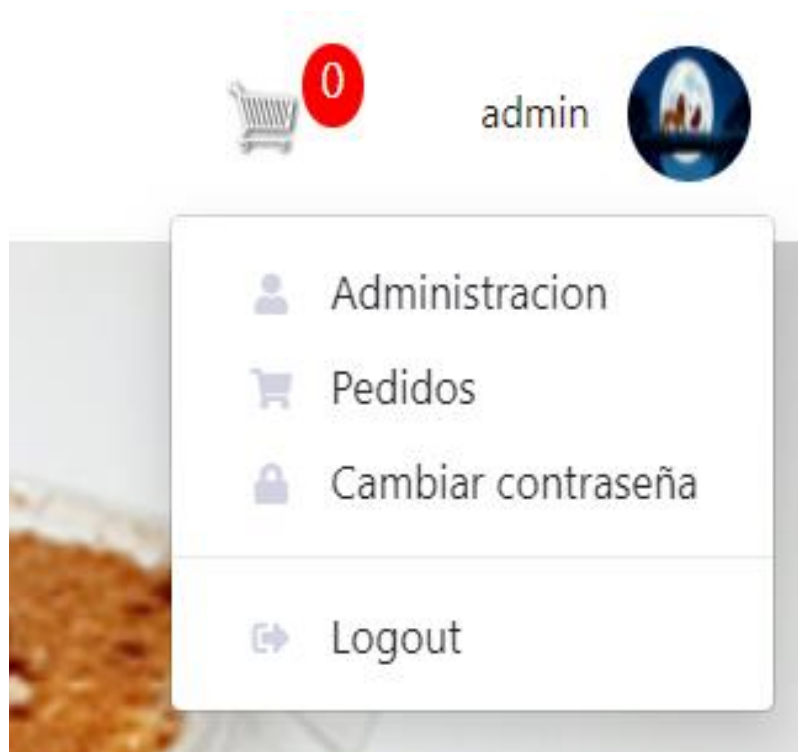 0
admin
Administracion
Pedidos
Cambiar contraseña
Logout